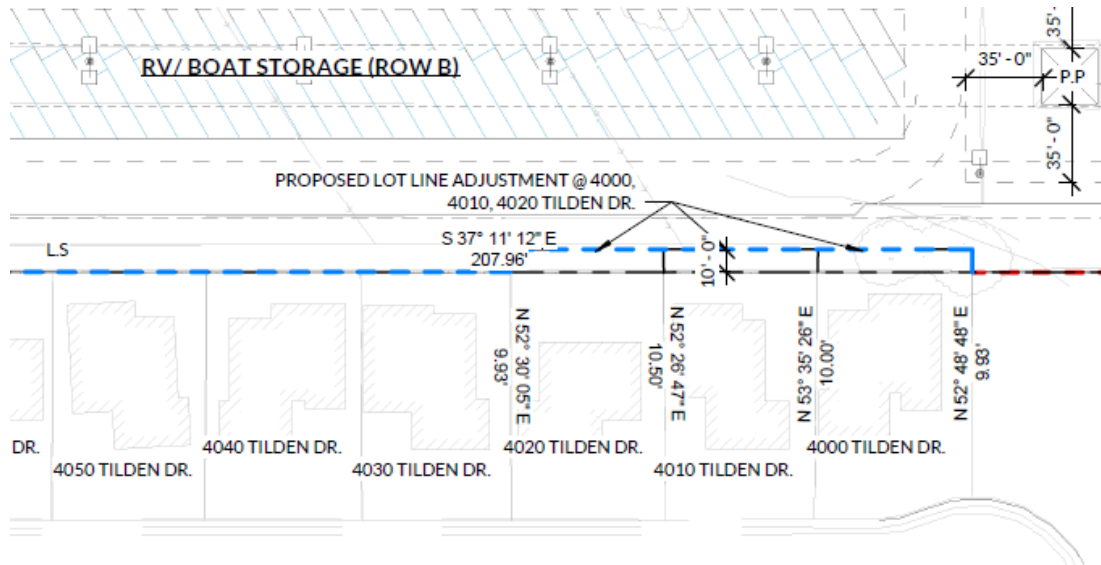 35'
35' - 0"
RV/ BOAT STORAGE (ROW B)
P.P
35' - 0"
PROPOSED LOT LINE ADJUSTMENT @ 4000,
4010, 4020 TILDEN DR.
L.S
S 37° 11' 12" E
207.96'
10' - 0"
N 52° 30' 05" E
9.93'
N 52° 26' 47" E
10.50'
N 53° 35' 26" E
10.00'
N 52° 48' 48" E
9.93'
DR.
4050 TILDEN DR.
4040 TILDEN DR.
4030 TILDEN DR.
4020 TILDEN DR.
4010 TILDEN DR.
4000 TILDEN DR.